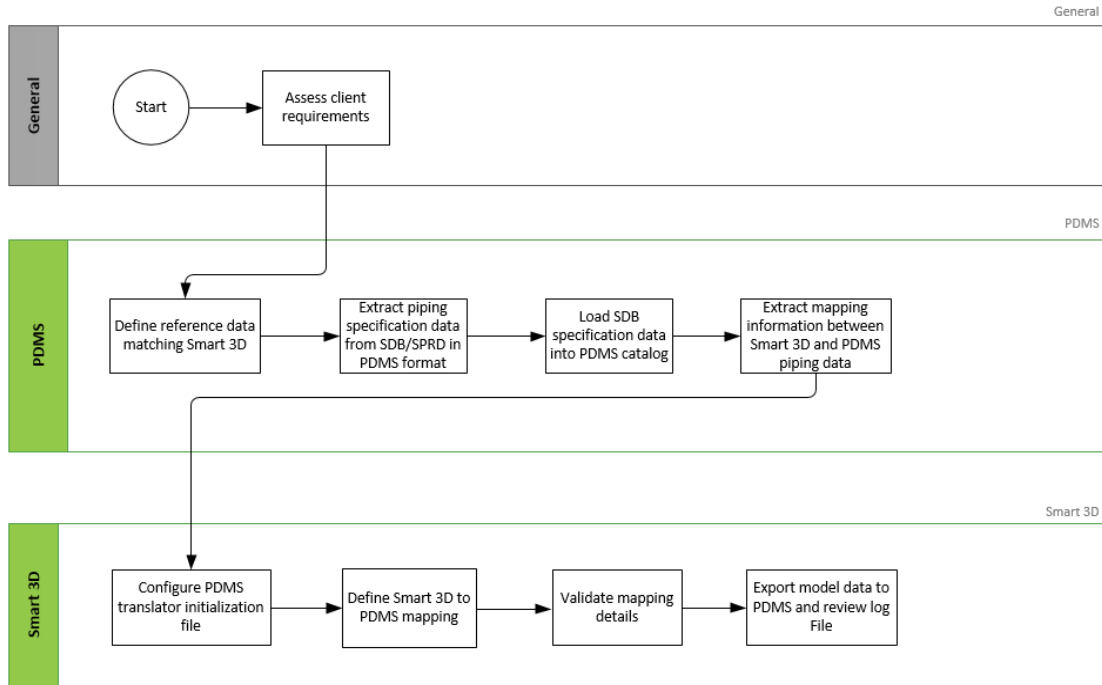 General
General
Start
Assess client
requirements
PDMS
PDMS
Define reference data
matching Smart 3D
Extract piping
specification data
from SDB/SPRD in
PDMS format
Load SDB
specification data
into PDMS catalog
Extract mapping
information between
Smart 3D and PDMS
piping data
Smart 3D
Smart 3D
Configure PDMS
translator initialization
file
Define Smart 3D to
PDMS mapping
Validate mapping
details
Export model data to
PDMS and review log
File